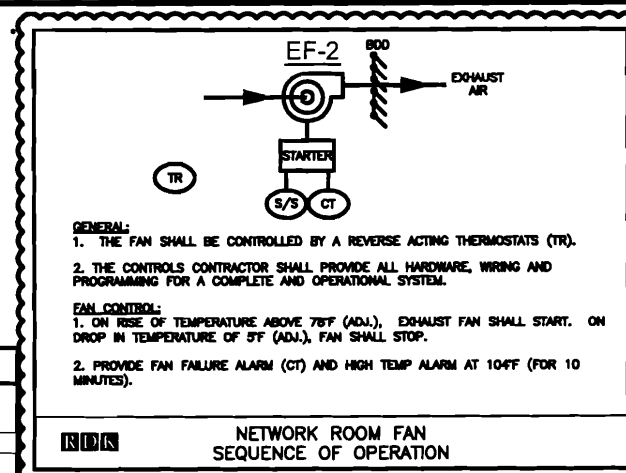 EF-2
BDD
EXHAUST
AIR
STARTER
TR
S/S
CT
GENERAL:
1. THE FAN SHALL BE CONTROLLED BY A REVERSE ACTING THERMOSTATS (TR).
2. THE CONTROLS CONTRACTOR SHALL PROVIDE ALL HARDWARE, WIRING AND
PROGRAMMING FOR A COMPLETE AND OPERATIONAL SYSTEM.
FAN CONTROL:
1. ON RISE OF TEMPERATURE ABOVE 78°F (ADJ.), EXHAUST FAN SHALL START. ON
DROP IN TEMPERATURE OF 5°F (ADJ.), FAN SHALL STOP.
2. PROVIDE FAN FAILURE ALARM (CT) AND HIGH TEMP ALARM AT 104°F (FOR 10
MINUTES).
RDK
NETWORK ROOM FAN
SEQUENCE OF OPERATION